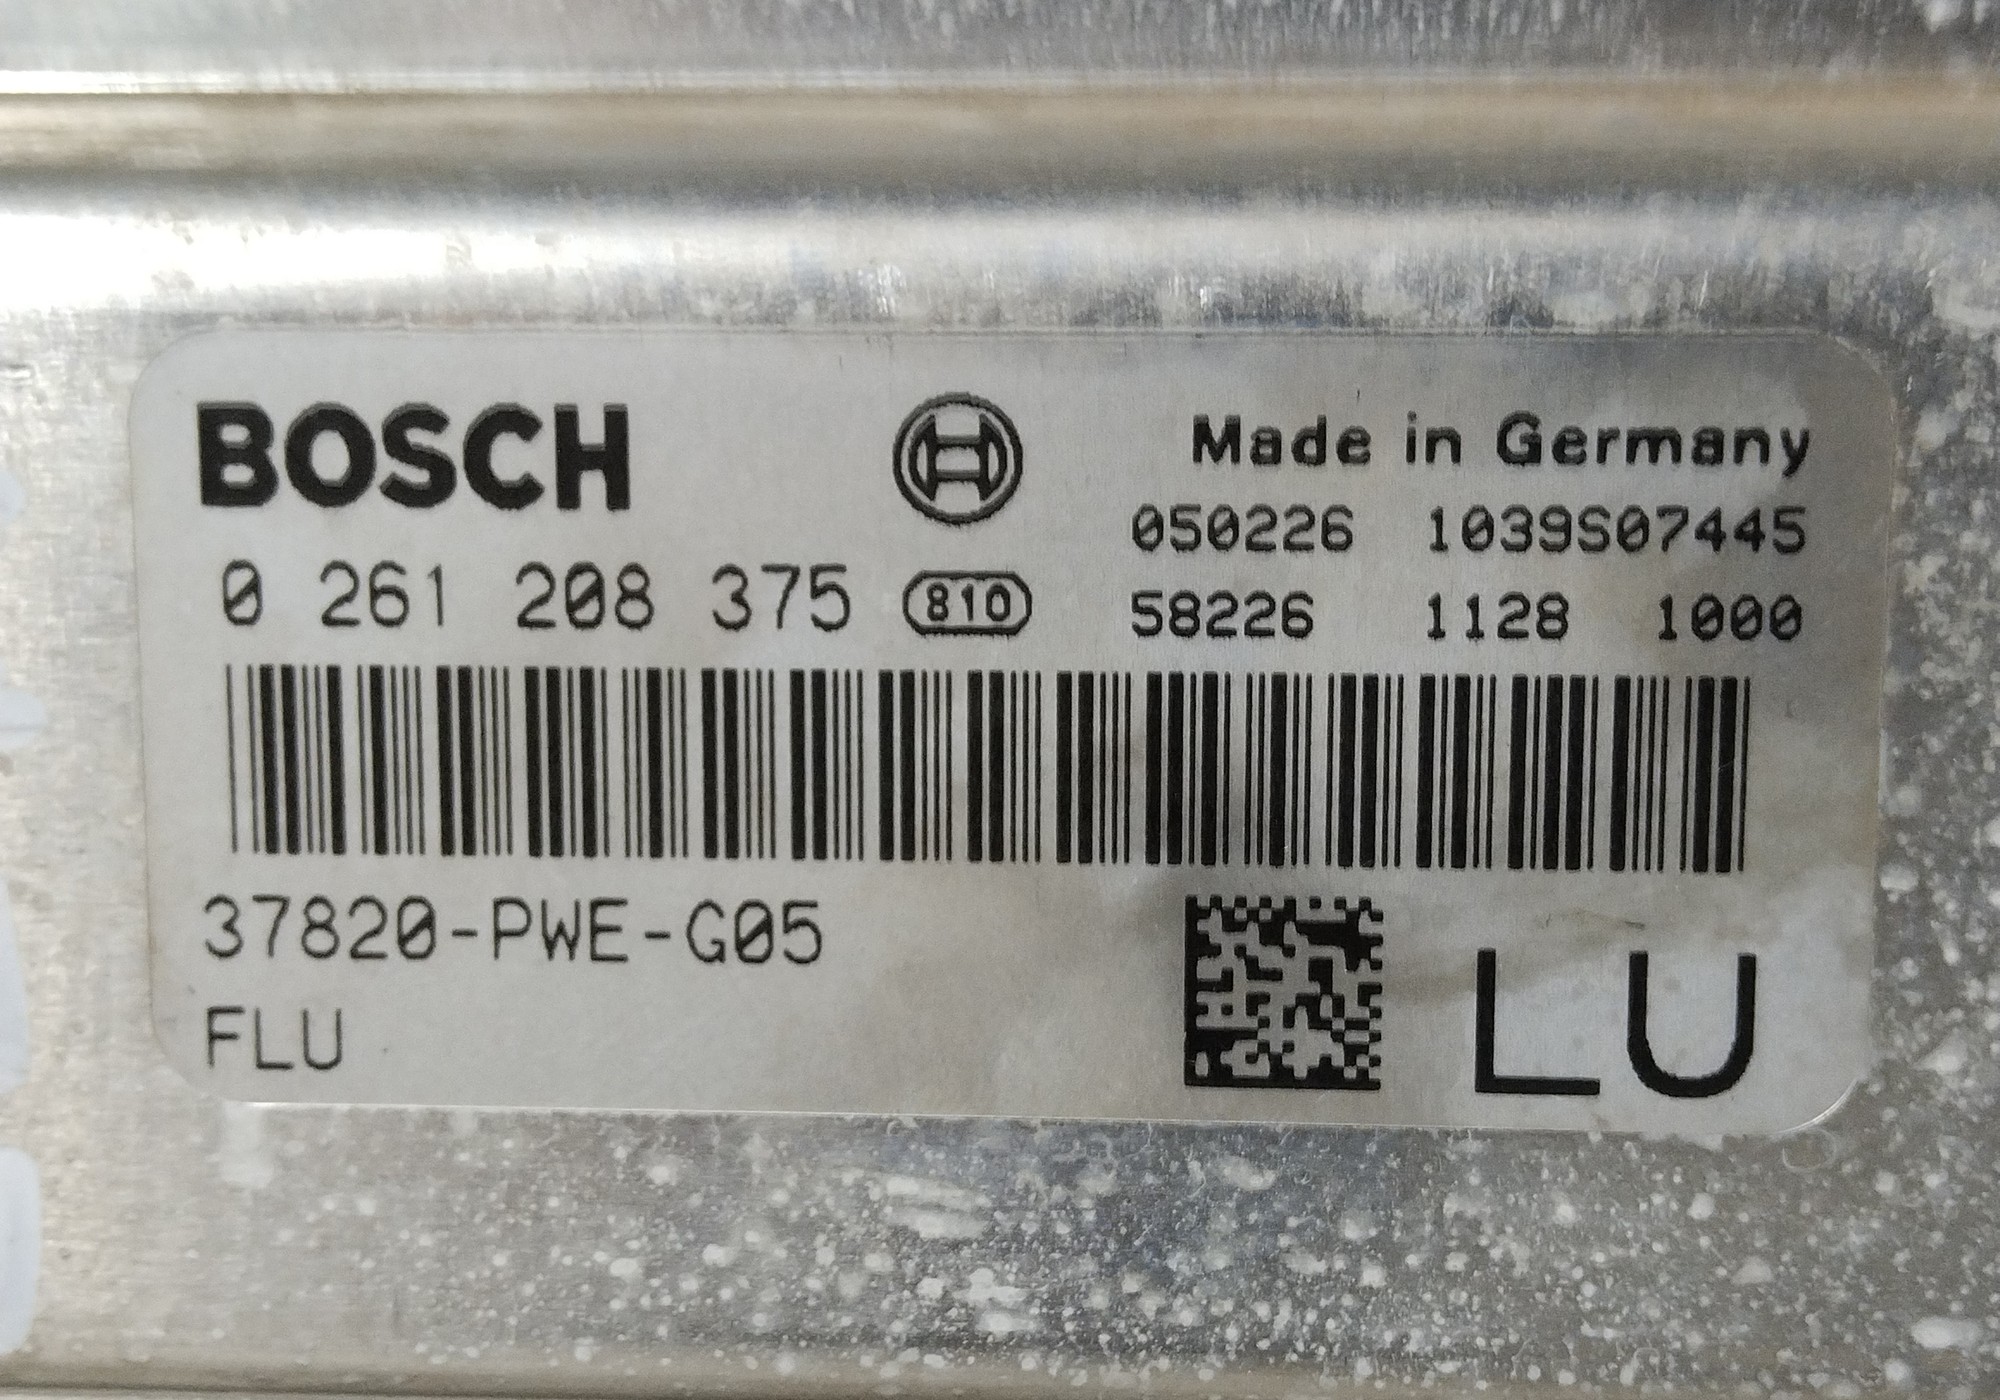 BOSCH
Made in Germany
050226 1039S07445
0 261 208 375 810
58226 1128 1000
37820-PWE-G05
FLU
LU